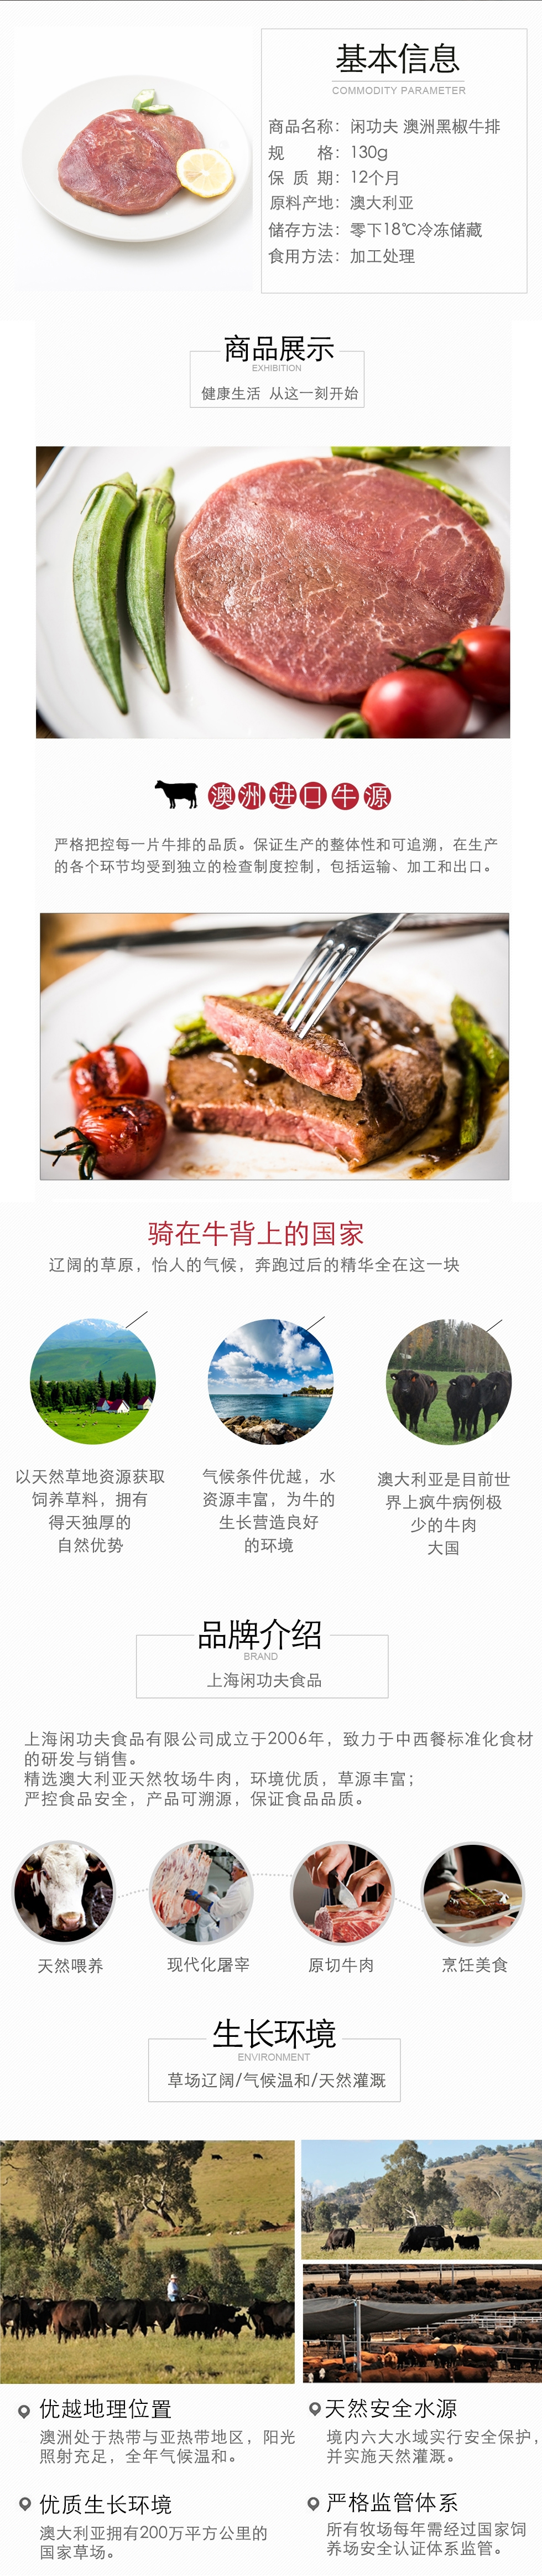 基本信息
COMMODITY PARAMETER
商品名称：闲功夫 澳洲黑椒牛排
规 格：130g
保 质 期：12个月
原料产地：澳大利亚
储存方法：零下18℃冷冻储藏
食用方法：加工处理
商品展示
EXHIBITION
健康生活 从这一刻开始
澳洲进口牛源
严格把控每一片牛排的品质。保证生产的整体性和可追溯，在生产
的各个环节均受到独立的检查制度控制，包括运输、加工和出口。
骑在牛背上的国家
辽阔的草原，怡人的气候，奔跑过后的精华全在这一块
以天然草地资源获取
饲养草料，拥有
得天独厚的
自然优势
气候条件优越，水
资源丰富，为牛的
生长营造良好
的环境
澳大利亚是目前世
界上疯牛病例极
少的牛肉
大国
品牌介绍
BRAND
上海闲功夫食品
上海闲功夫食品有限公司成立于2006年，致力于中西餐标准化食材
的研发与销售。
精选澳大利亚天然牧场牛肉，环境优质，草源丰富；
严控食品安全，产品可溯源，保证食品品质。
天然喂养
现代化屠宰
原切牛肉
烹饪美食
生长环境
ENVIRONMENT
草场辽阔/气候温和/天然灌溉
优越地理位置
澳洲处于热带与亚热带地区，阳光
照射充足，全年气候温和。
天然安全水源
境内六大水域实行安全保护，
并实施天然灌溉。
优质生长环境
澳大利亚拥有200万平方公里的
国家草场。
严格监管体系
所有牧场每年需经过国家饲
养场安全认证体系监管。